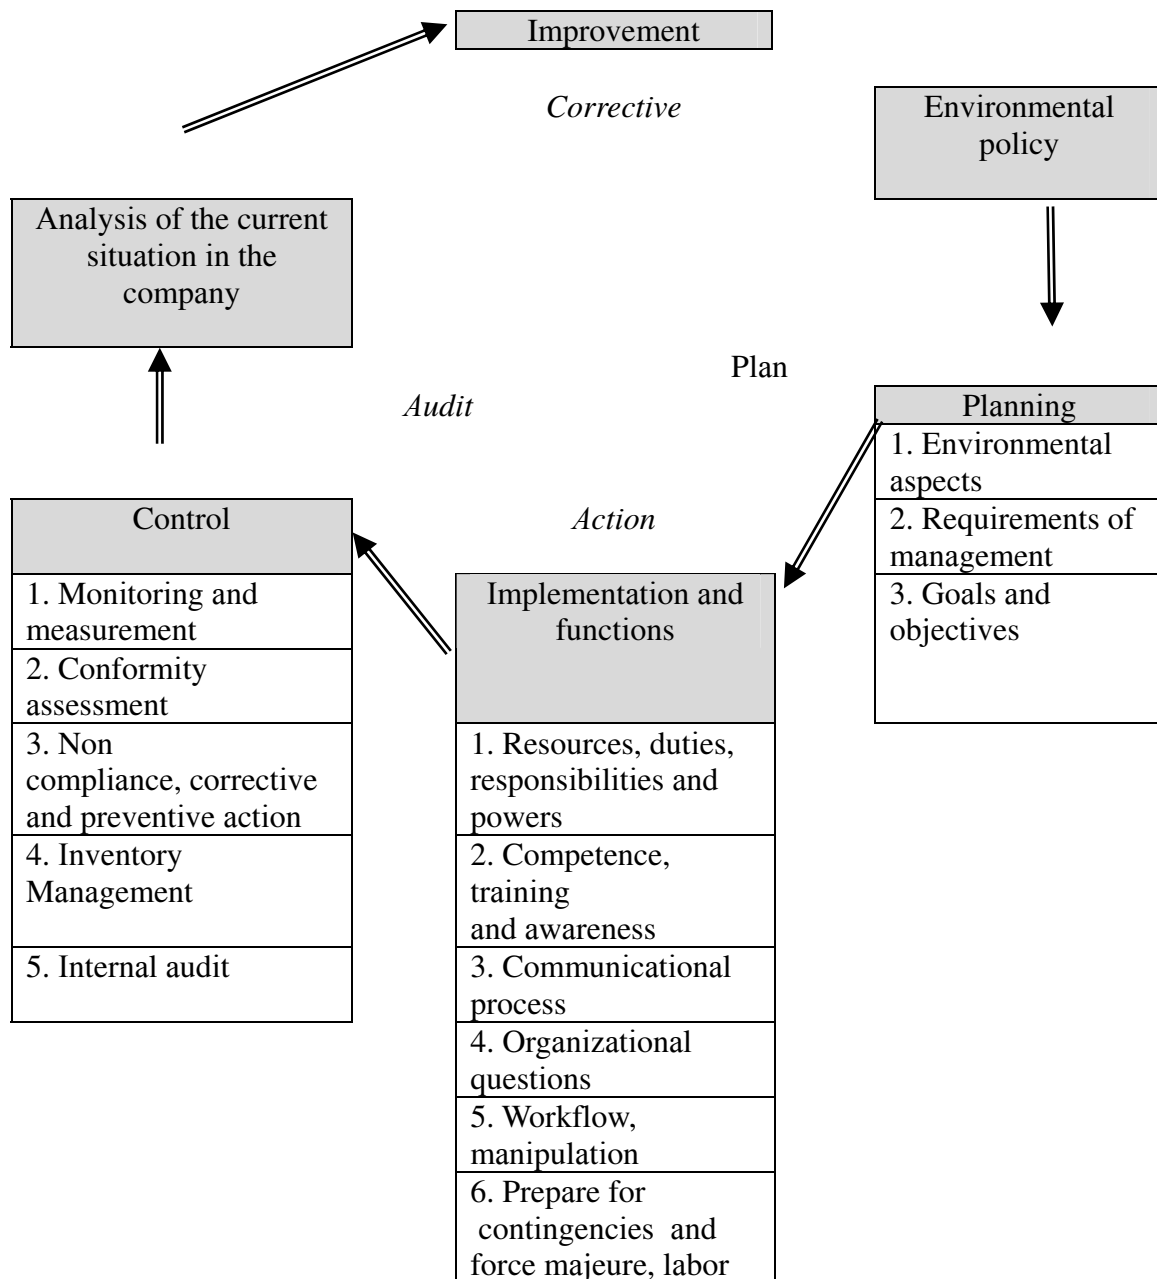 Improvement
Corrective
Environmental
policy
Analysis of the current
situation in the
company
Plan
Audit
Planning
1. Environmental
aspects
2. Requirements of
management
3. Goals and
objectives
Control
1. Monitoring and
measurement
2. Conformity
assessment
3. Non
compliance, corrective
and preventive action
4. Inventory
Management
5. Internal audit
Action
Implementation and
functions
1. Resources, duties,
responsibilities and
powers
2. Competence,
training
and awareness
3. Communicational
process
4. Organizational
questions
5. Workflow,
manipulation
6. Prepare for
contingencies and
force majeure, labor